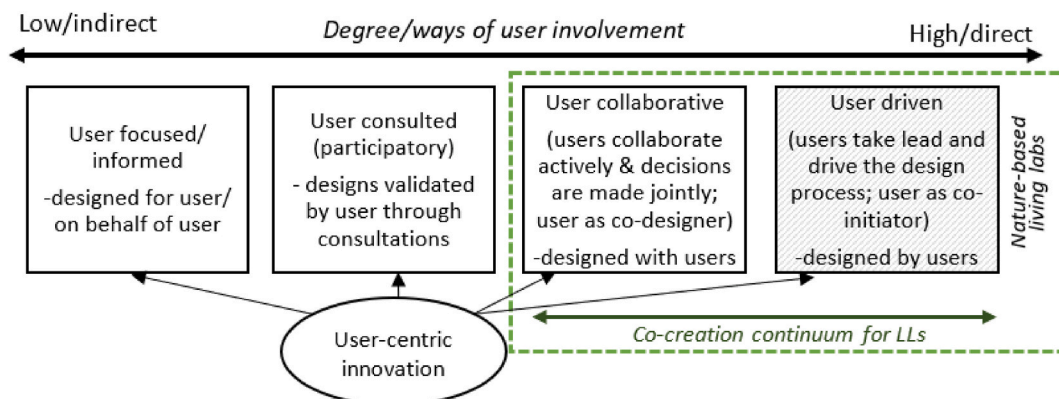 Low/indirect
Degree/ways of user involvement
High/direct
User focused/
informed
-designed for user/
on behalf of user
User consulted
(participatory)
- designs validated
by user through
consultations
User collaborative
(users collaborate
actively & decisions
are made jointly;
user as co-designer)
-designed with users
User driven
(users take lead and
drive the design
process; user as co-
initiator)
-designed by users
Nature-based
living labs
Co-creation continuum for LLs
User-centric
innovation